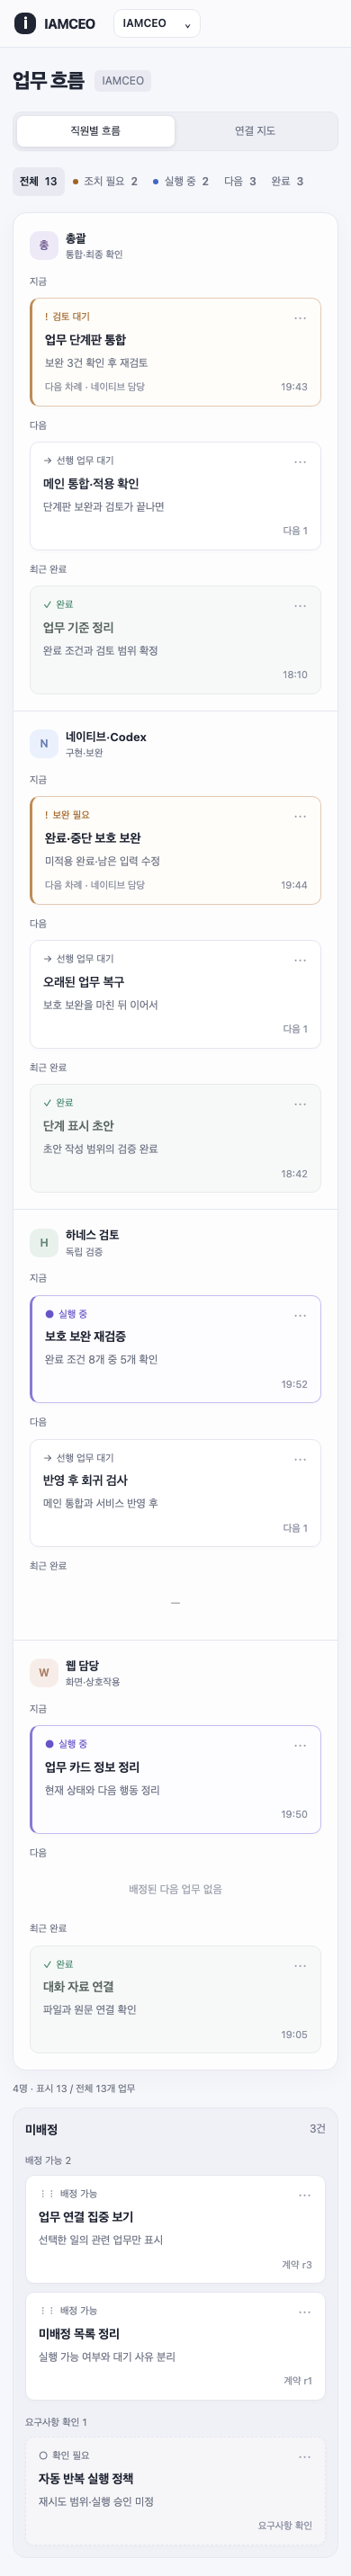 i IAMCEO IAMCEO
업무 흐름 IAMCEO
직원별 흐름 연결 지도
전체 13 조치 필요 2 실행 중 2 다음 3 완료 3
총 총괄
통합·최종 확인
지금
! 검토 대기 ···
업무 단계판 통합
보완 3건 확인 후 재검토
다음 차례 · 네이티브 담당 19:43
다음
→ 선행 업무 대기 ···
메인 통합·적용 확인
단계판 보완과 검토가 끝나면
다음 1
최근 완료
✓ 완료 ···
업무 기준 정리
완료 조건과 검토 범위 확정
18:10
N 네이티브·Codex
구현·보완
지금
! 보완 필요 ···
완료·중단 보호 보완
미적용 완료·남은 입력 수정
다음 차례 · 네이티브 담당 19:44
다음
→ 선행 업무 대기 ···
오래된 업무 복구
보호 보완을 마친 뒤 이어서
다음 1
최근 완료
✓ 완료 ···
단계 표시 초안
초안 작성 범위의 검증 완료
18:42
H 하네스 검토
독립 검증
지금
● 실행 중 ···
보호 보완 재검증
완료 조건 8개 중 5개 확인
19:52
다음
→ 선행 업무 대기 ···
반영 후 회귀 검사
메인 통합과 서비스 반영 후
다음 1
최근 완료
—
W 웹 담당
화면·상호작용
지금
● 실행 중 ···
업무 카드 정보 정리
현재 상태와 다음 행동 정리
19:50
다음
배정된 다음 업무 없음
최근 완료
✓ 완료 ···
대화 자료 연결
파일과 원문 연결 확인
19:05
4명 · 표시 13 / 전체 13개 업무
미배정 3건
배정 가능 2
⋮⋮ 배정 가능 ···
업무 연결 집중 보기
선택한 일의 관련 업무만 표시
계약 r3
⋮⋮ 배정 가능 ···
미배정 목록 정리
실행 가능 여부와 대기 사유 분리
계약 r1
요구사항 확인 1
○ 확인 필요 ···
자동 반복 실행 정책
재시도 범위·실행 승인 미정
요구사항 확인